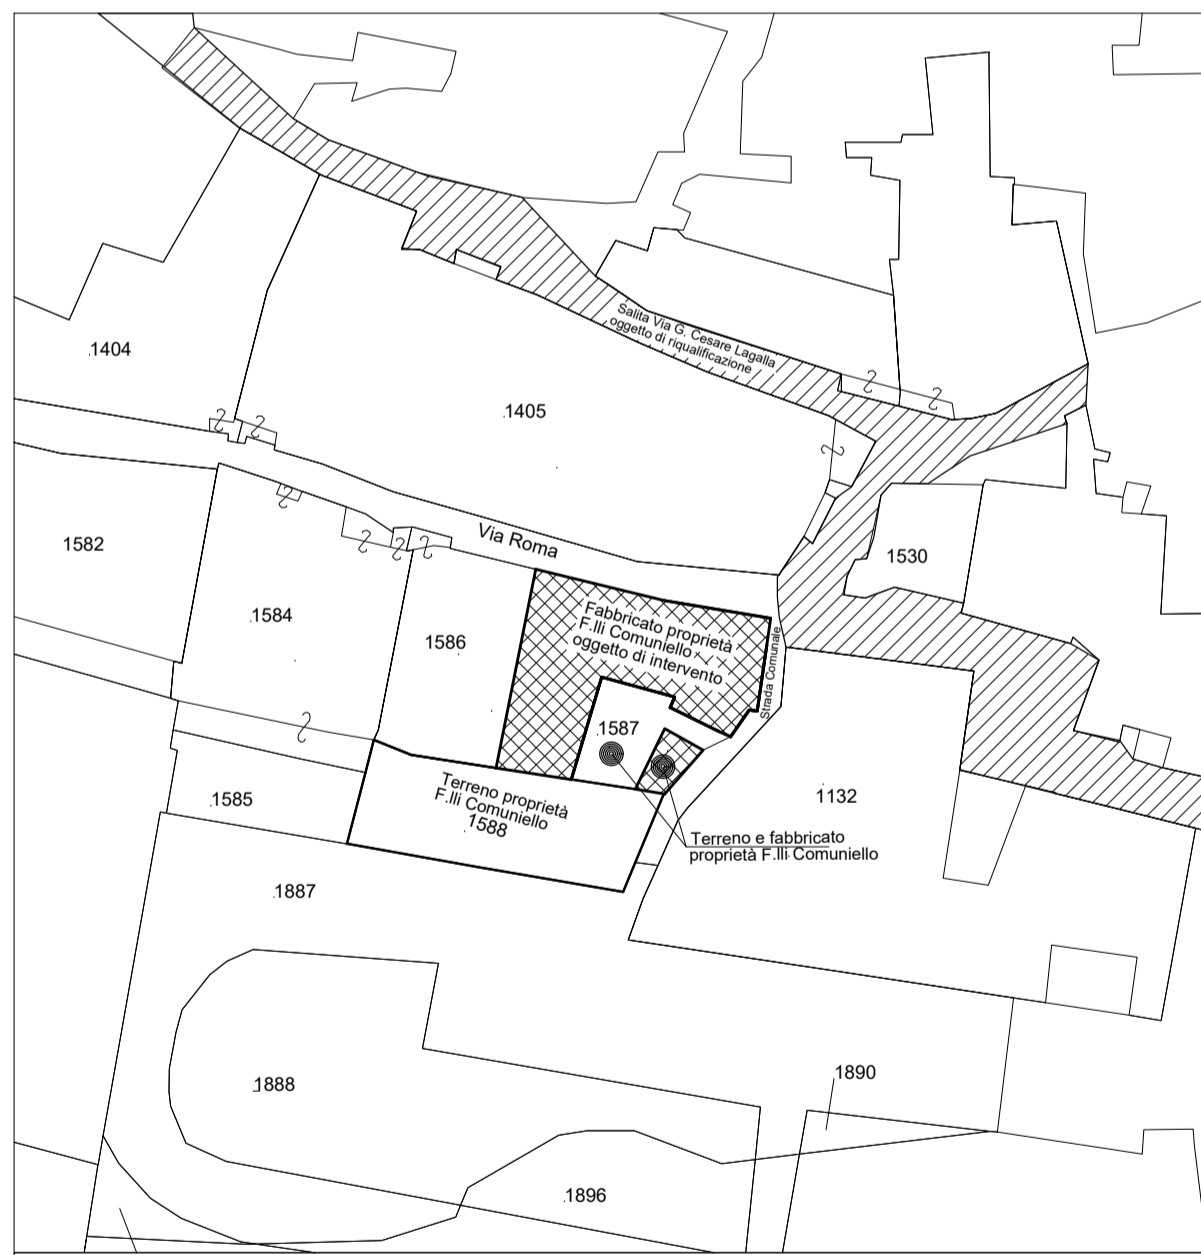 Salita Via G. Cesare Lagalla
oggetto di riqualificazione
1404
1405
Via Roma
1582
1530
1584
1586
Fabbricato proprietà
F.lli Comuniello
oggetto di intervento
Strada Comunale
1587
Terreno proprietà
F.lli Comuniello
1588
1585
1132
Terreno e fabbricato
proprietà F.lli Comuniello
1887
1888
1890
1896